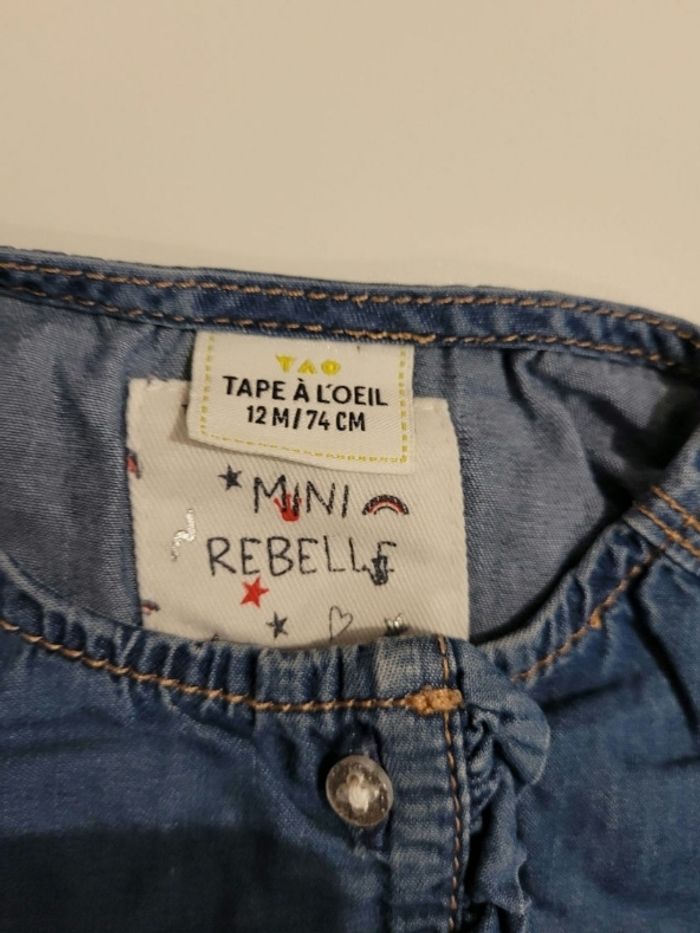 TAO
TAPE À L'OEIL
12 M / 74 CM
MINI
REBELLE